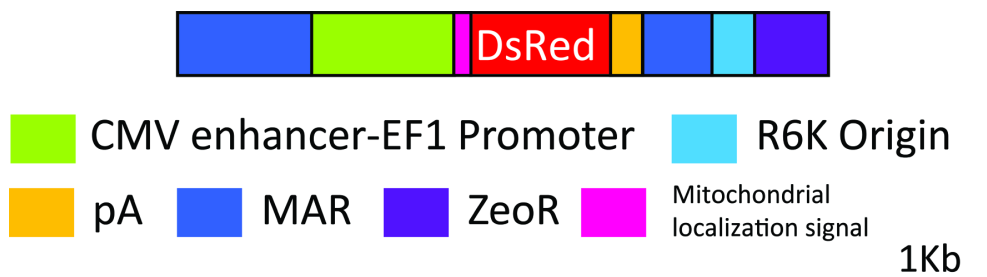 DsRed
CMV enhancer-EF1 Promoter
R6K Origin
pA
MAR
ZeoR
Mitochondrial
localization signal
1Kb